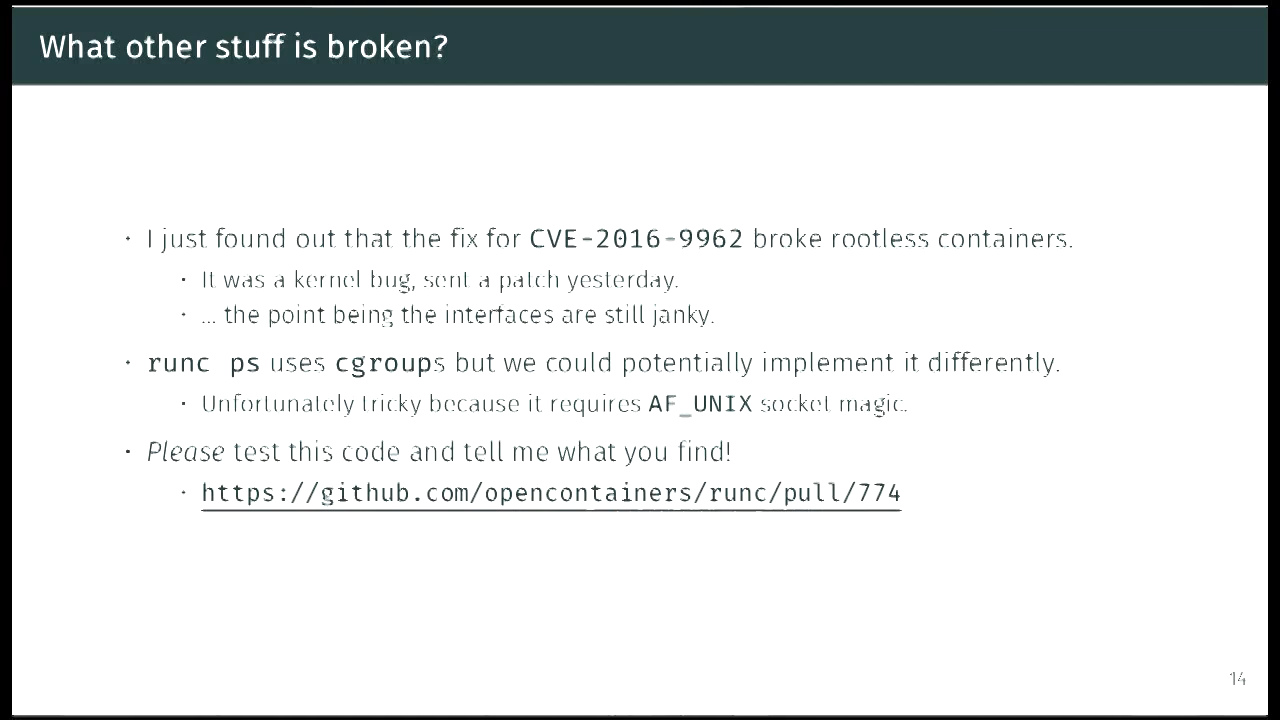 What other stuff is broken?
· I just found out that the fix for CVE-2016-9962 broke rootless containers.
· It was a kernel bug, sent a patch yesterday.
· ... the point being the interfaces are still janky.
· runc ps uses cgroups but we could potentially implement it differently.
· Unfortunately tricky because it requires AF_UNIX socket magic.
· Please test this code and tell me what you find!
· https://github.com/opencontainers/runc/pull/774
14